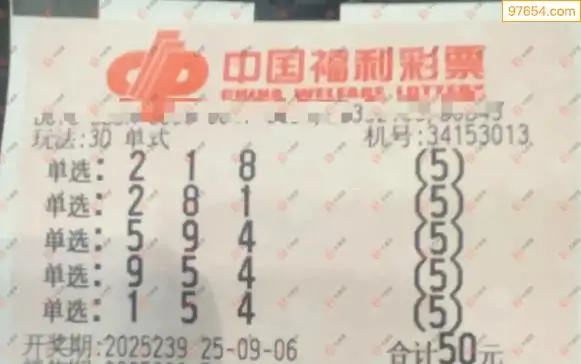 97654.com
中国福利彩票
CHINA WELFARE LOTTERY
玩法:3D 单式 机号:34153013
单选: 2 1 8 (5)
单选: 2 8 1 (5)
单选: 5 9 4 (5)
单选: 9 5 4 (5)
单选: 1 5 4 (5)
开奖期:2025239 25-09-06 合计50元